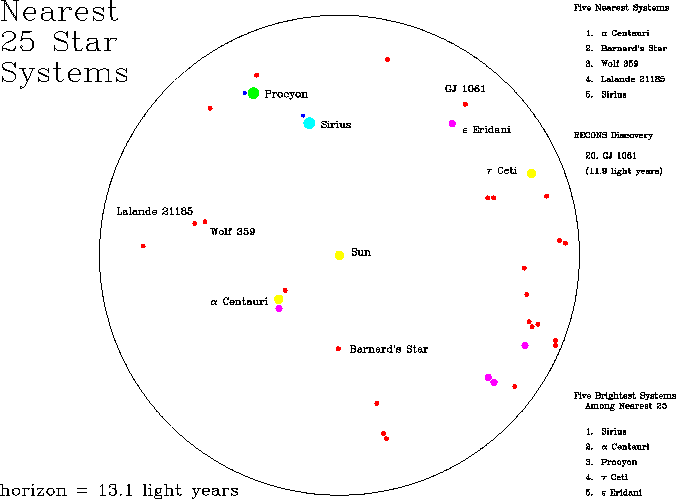 Nearest
25 Star
Systems
Five Nearest Systems
1. α Centauri
2. Barnard's Star
3. Wolf 359
4. Lalande 21185
5. Sirius
RECONS Discovery
20. GJ 1061
(11.9 light years)
Procyon
Sirius
GJ 1061
ε Eridani
τ Ceti
Lalande 21185
Wolf 359
Sun
α Centauri
Barnard's Star
Five Brightest Systems
Among Nearest 25
1. Sirius
2. α Centauri
3. Procyon
4. τ Ceti
5. ε Eridani
horizon = 13.1 light years